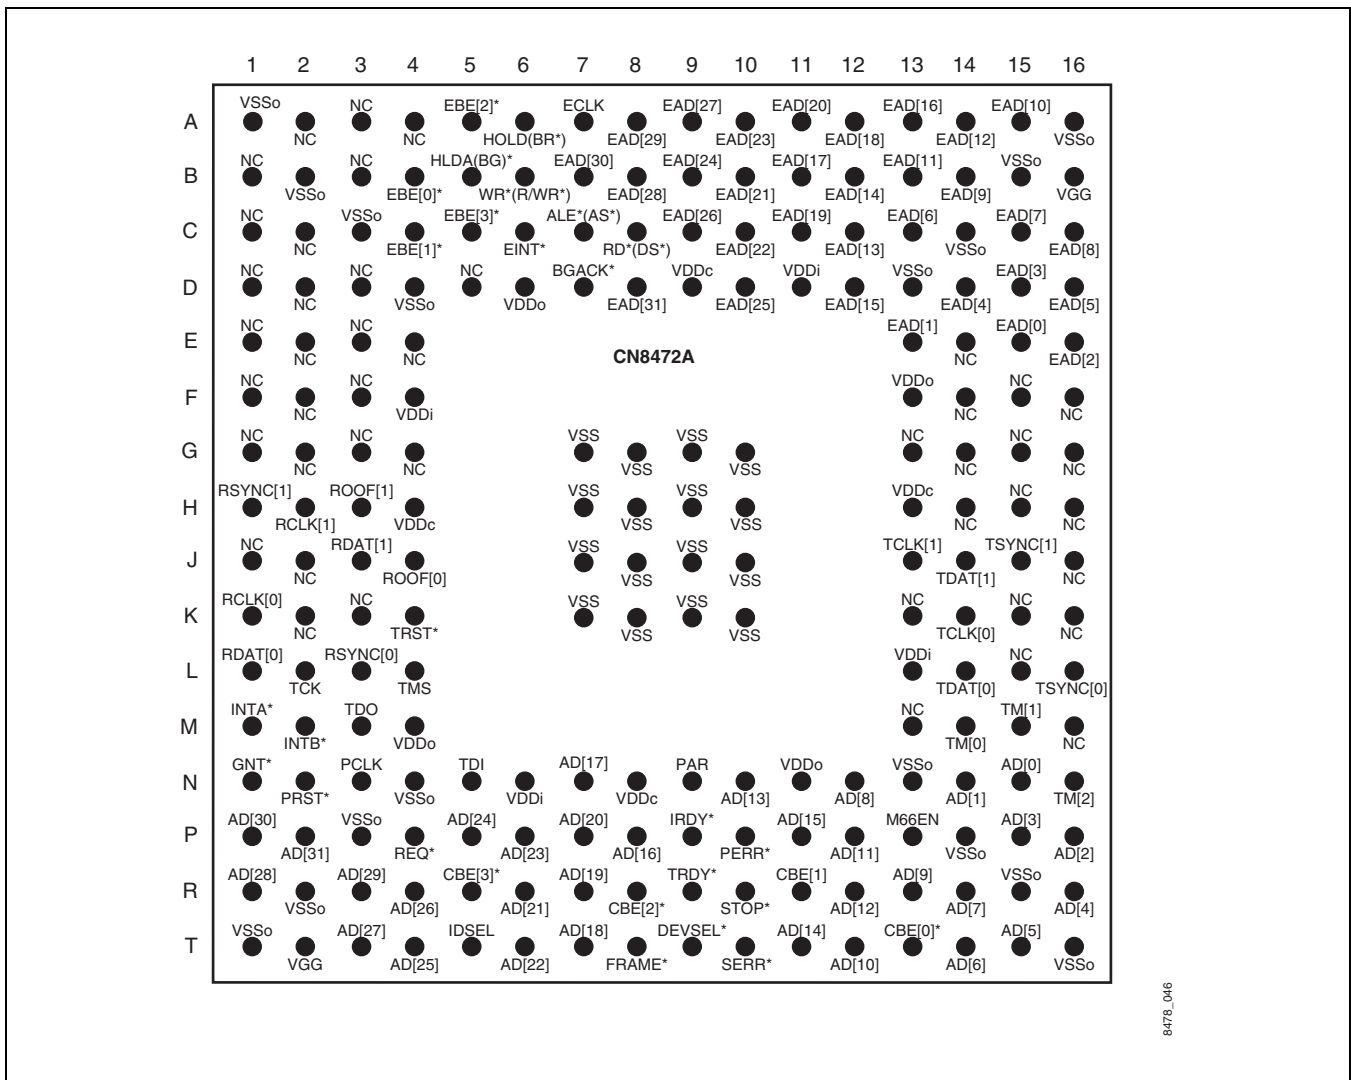 1 2 3 4 5 6 7 8 9 10 11 12 13 14 15 16
VSSo NC EBE[2]* ECLK EAD[27] EAD[20] EAD[16] EAD[10]
A
NC NC HOLD(BR*) EAD[29] EAD[23] EAD[18] EAD[12] VSSo
NC NC HLDA(BG)* EAD[30] EAD[24] EAD[17] EAD[11] VSSo
B
VSSo EBE[0]* WR*(R/WR*) EAD[28] EAD[21] EAD[14] EAD[9] VGG
NC VSSo EBE[3]* ALE*(AS*) EAD[26] EAD[19] EAD[6] EAD[7]
C
NC EBE[1]* EINT* RD*(DS*) EAD[22] EAD[13] VSSo EAD[8]
NC NC NC BGACK* VDDc VDDi VSSo EAD[3]
D
NC VSSo VDDo EAD[31] EAD[25] EAD[15] EAD[4] EAD[5]
NC NC EAD[1] EAD[0]
E
NC NC CN8472A NC EAD[2]
NC NC VDDo NC
F
NC VDDi NC NC
NC NC VSS VSS NC NC
G
NC NC VSS VSS NC NC
RSYNC[1] ROOF[1] VSS VSS VDDc NC
H
RCLK[1] VDDc VSS VSS NC NC
NC RDAT[1] VSS VSS TCLK[1] TSYNC[1]
J
NC ROOF[0] VSS VSS TDAT[1] NC
RCLK[0] NC VSS VSS NC NC
K
NC TRST* VSS VSS TCLK[0] NC
RDAT[0] RSYNC[0] VDDi NC
L
TCK TMS TDAT[0] TSYNC[0]
INTA* TDO NC TM[1]
M
INTB* VDDo TM[0] NC
GNT* PCLK TDI AD[17] PAR VDDo VSSo AD[0]
N
PRST* VSSo VDDi VDDc AD[13] AD[8] AD[1] TM[2]
AD[30] VSSo AD[24] AD[20] IRDY* AD[15] M66EN AD[3]
P
AD[31] REQ* AD[23] AD[16] PERR* AD[11] VSSo AD[2]
AD[28] AD[29] CBE[3]* AD[19] TRDY* CBE[1] AD[9] VSSo
R
VSSo AD[26] AD[21] CBE[2]* STOP* AD[12] AD[7] AD[4]
VSSo AD[27] IDSEL AD[18] DEVSEL* AD[14] CBE[0]* AD[5]
T
VGG AD[25] AD[22] FRAME* SERR* AD[10] AD[6] VSSo
8478_046